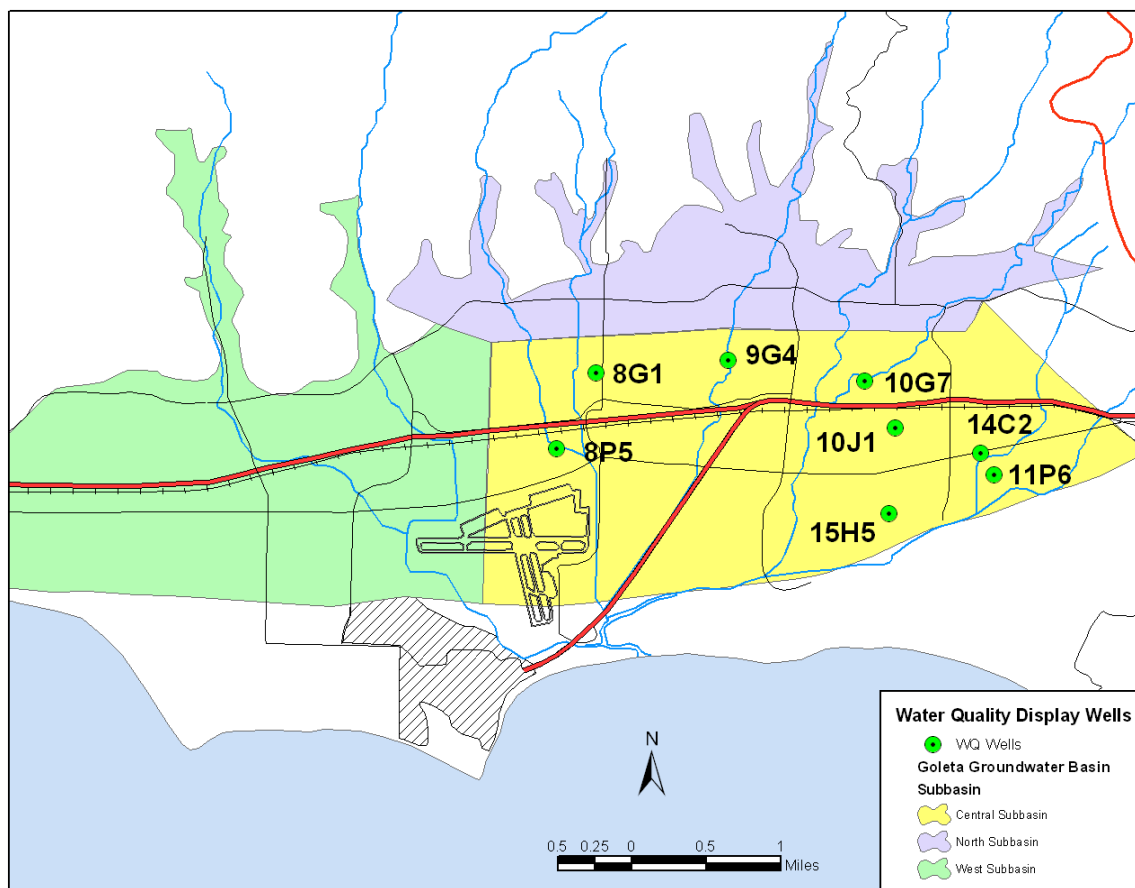 9G4
8G1
10G7
14C2
10J1
8P5
11P6
15H5
N
0.5 0.25 0 0.5 1
Miles
Water Quality Display Wells
WQ Wells
Goleta Groundwater Basin
Subbasin
Central Subbasin
North Subbasin
West Subbasin